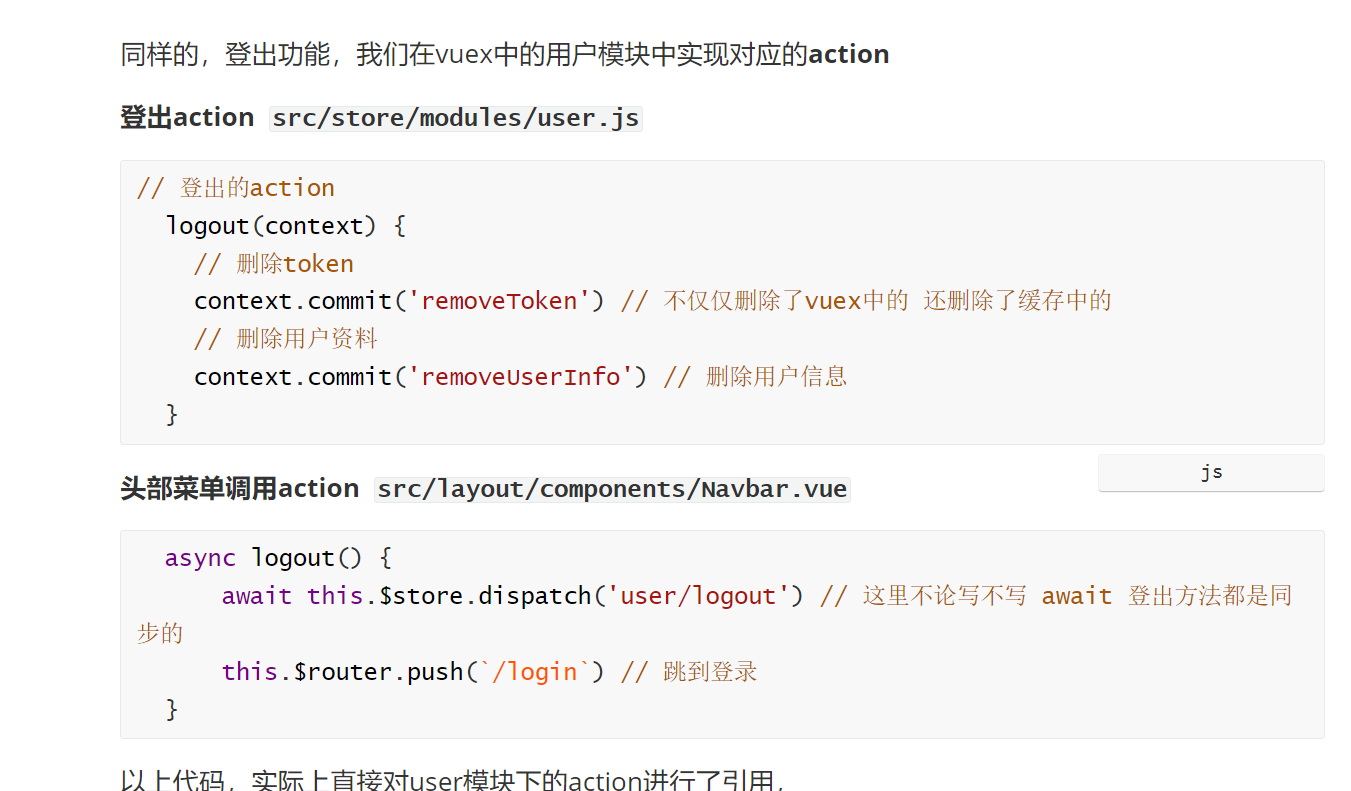 同样的，登出功能，我们在vuex中的用户模块中实现对应的action
登出action src/store/modules/user.js
// 登出的action
  logout(context) {
    // 删除token
    context.commit('removeToken') // 不仅仅删除了vuex中的 还删除了缓存中的
    // 删除用户资料
    context.commit('removeUserInfo') // 删除用户信息
  }
js
头部菜单调用action src/layout/components/Navbar.vue
  async logout() {
      await this.$store.dispatch('user/logout') // 这里不论写不写 await 登出方法都是同
步的
      this.$router.push(`/login`) // 跳到登录
  }
以上代码，实际上直接对user模块下的action进行了引用，